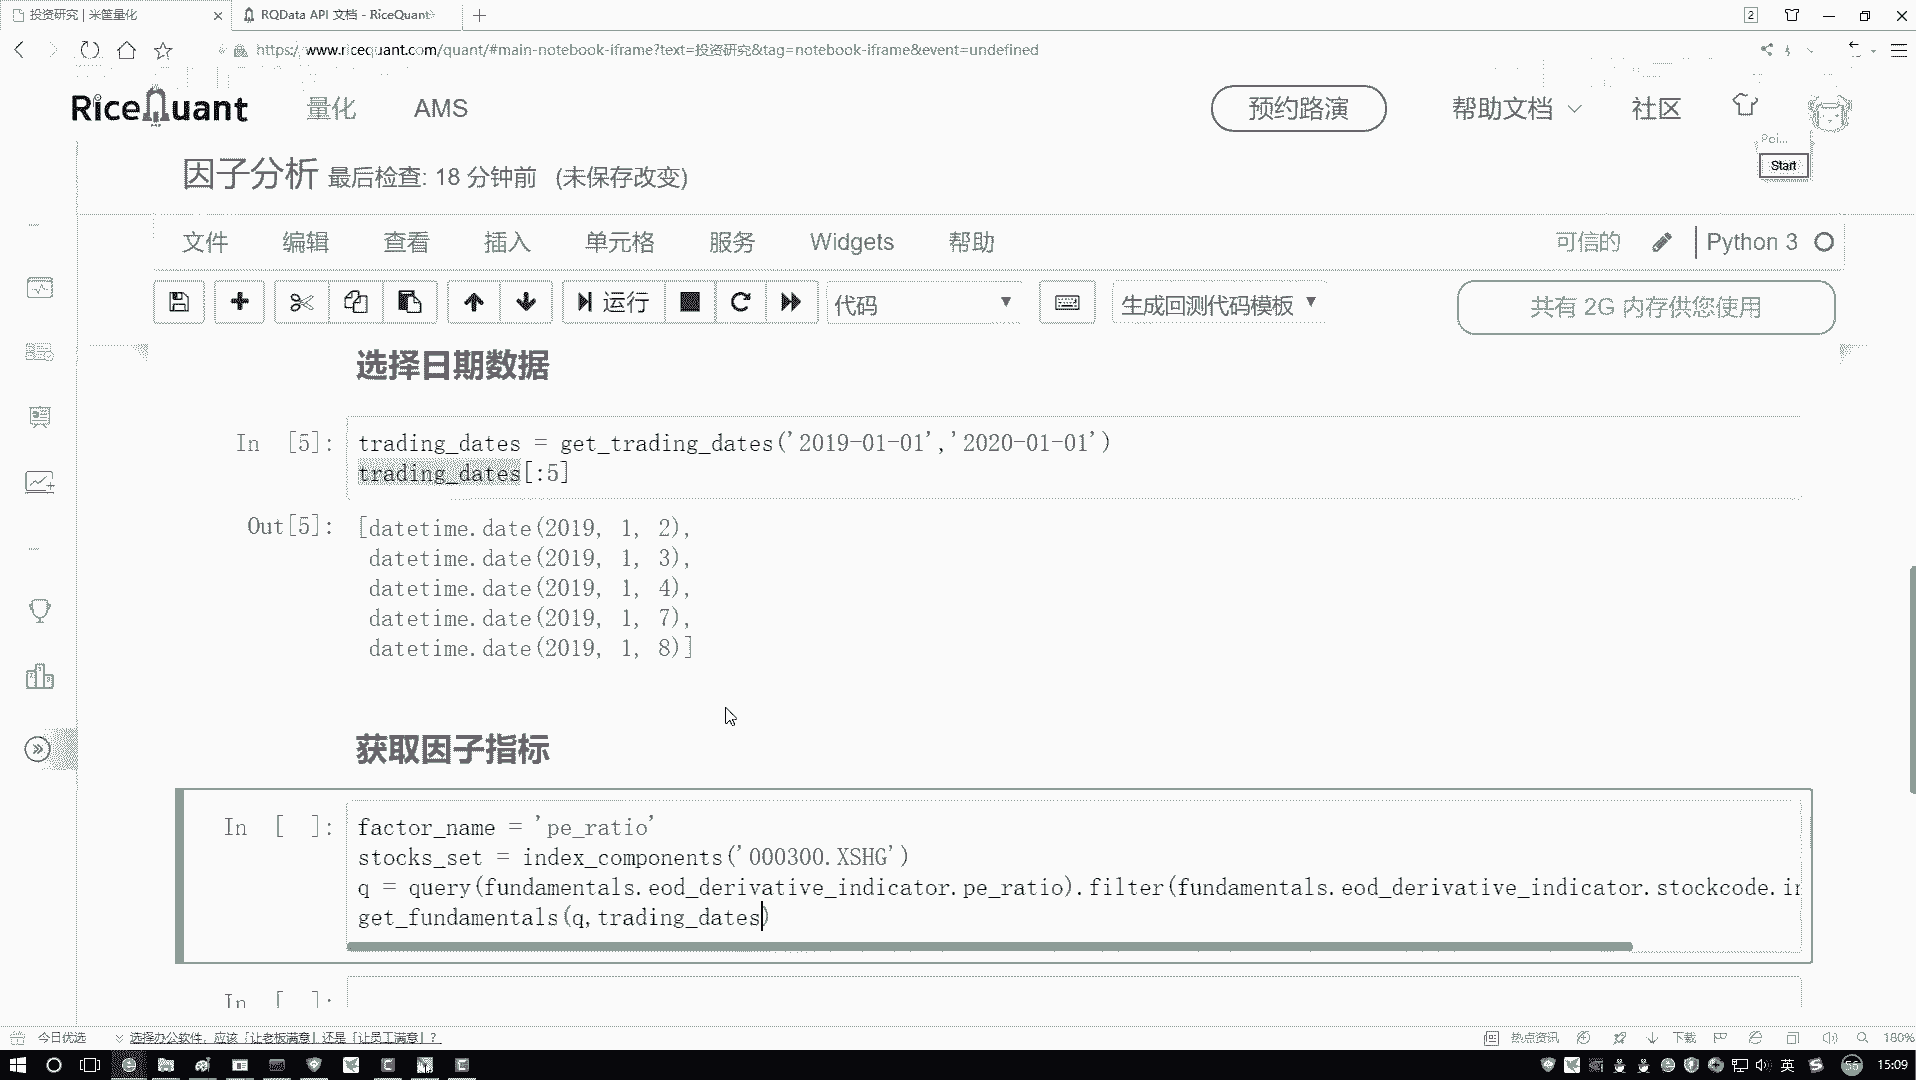 投资研究 | 米筐量化
RQData API 文档 - RiceQuant
2
https://www.ricequant.com/quant/#main-notebook-iframe?text=投资研究&tag=notebook-iframe&event=undefined
RiceQuant
量化
AMS
预约路演
帮助文档
社区
Poi...
Start
因子分析 最后检查: 18 分钟前 (未保存改变)
文件 编辑 查看 插入 单元格 服务 Widgets 帮助
可信的
Python 3
运行
代码
生成回测代码模板
共有 2G 内存供您使用
选择日期数据
In [5]:
trading_dates = get_trading_dates('2019-01-01','2020-01-01')
trading_dates[:5]
Out[5]:
[datetime.date(2019, 1, 2),
datetime.date(2019, 1, 3),
datetime.date(2019, 1, 4),
datetime.date(2019, 1, 7),
datetime.date(2019, 1, 8)]
获取因子指标
In [ ]:
factor_name = 'pe_ratio'
stocks_set = index_components('000300.XSHG')
q = query(fundamentals.eod_derivative_indicator.pe_ratio).filter(fundamentals.eod_derivative_indicator.stockcode.in
get_fundamentals(q,trading_dates)
In [ ]:
今日优选
选择办公软件，应该「让老板满意」还是「让员工满意」？
热点资讯
下载
180%
英
56
15:09